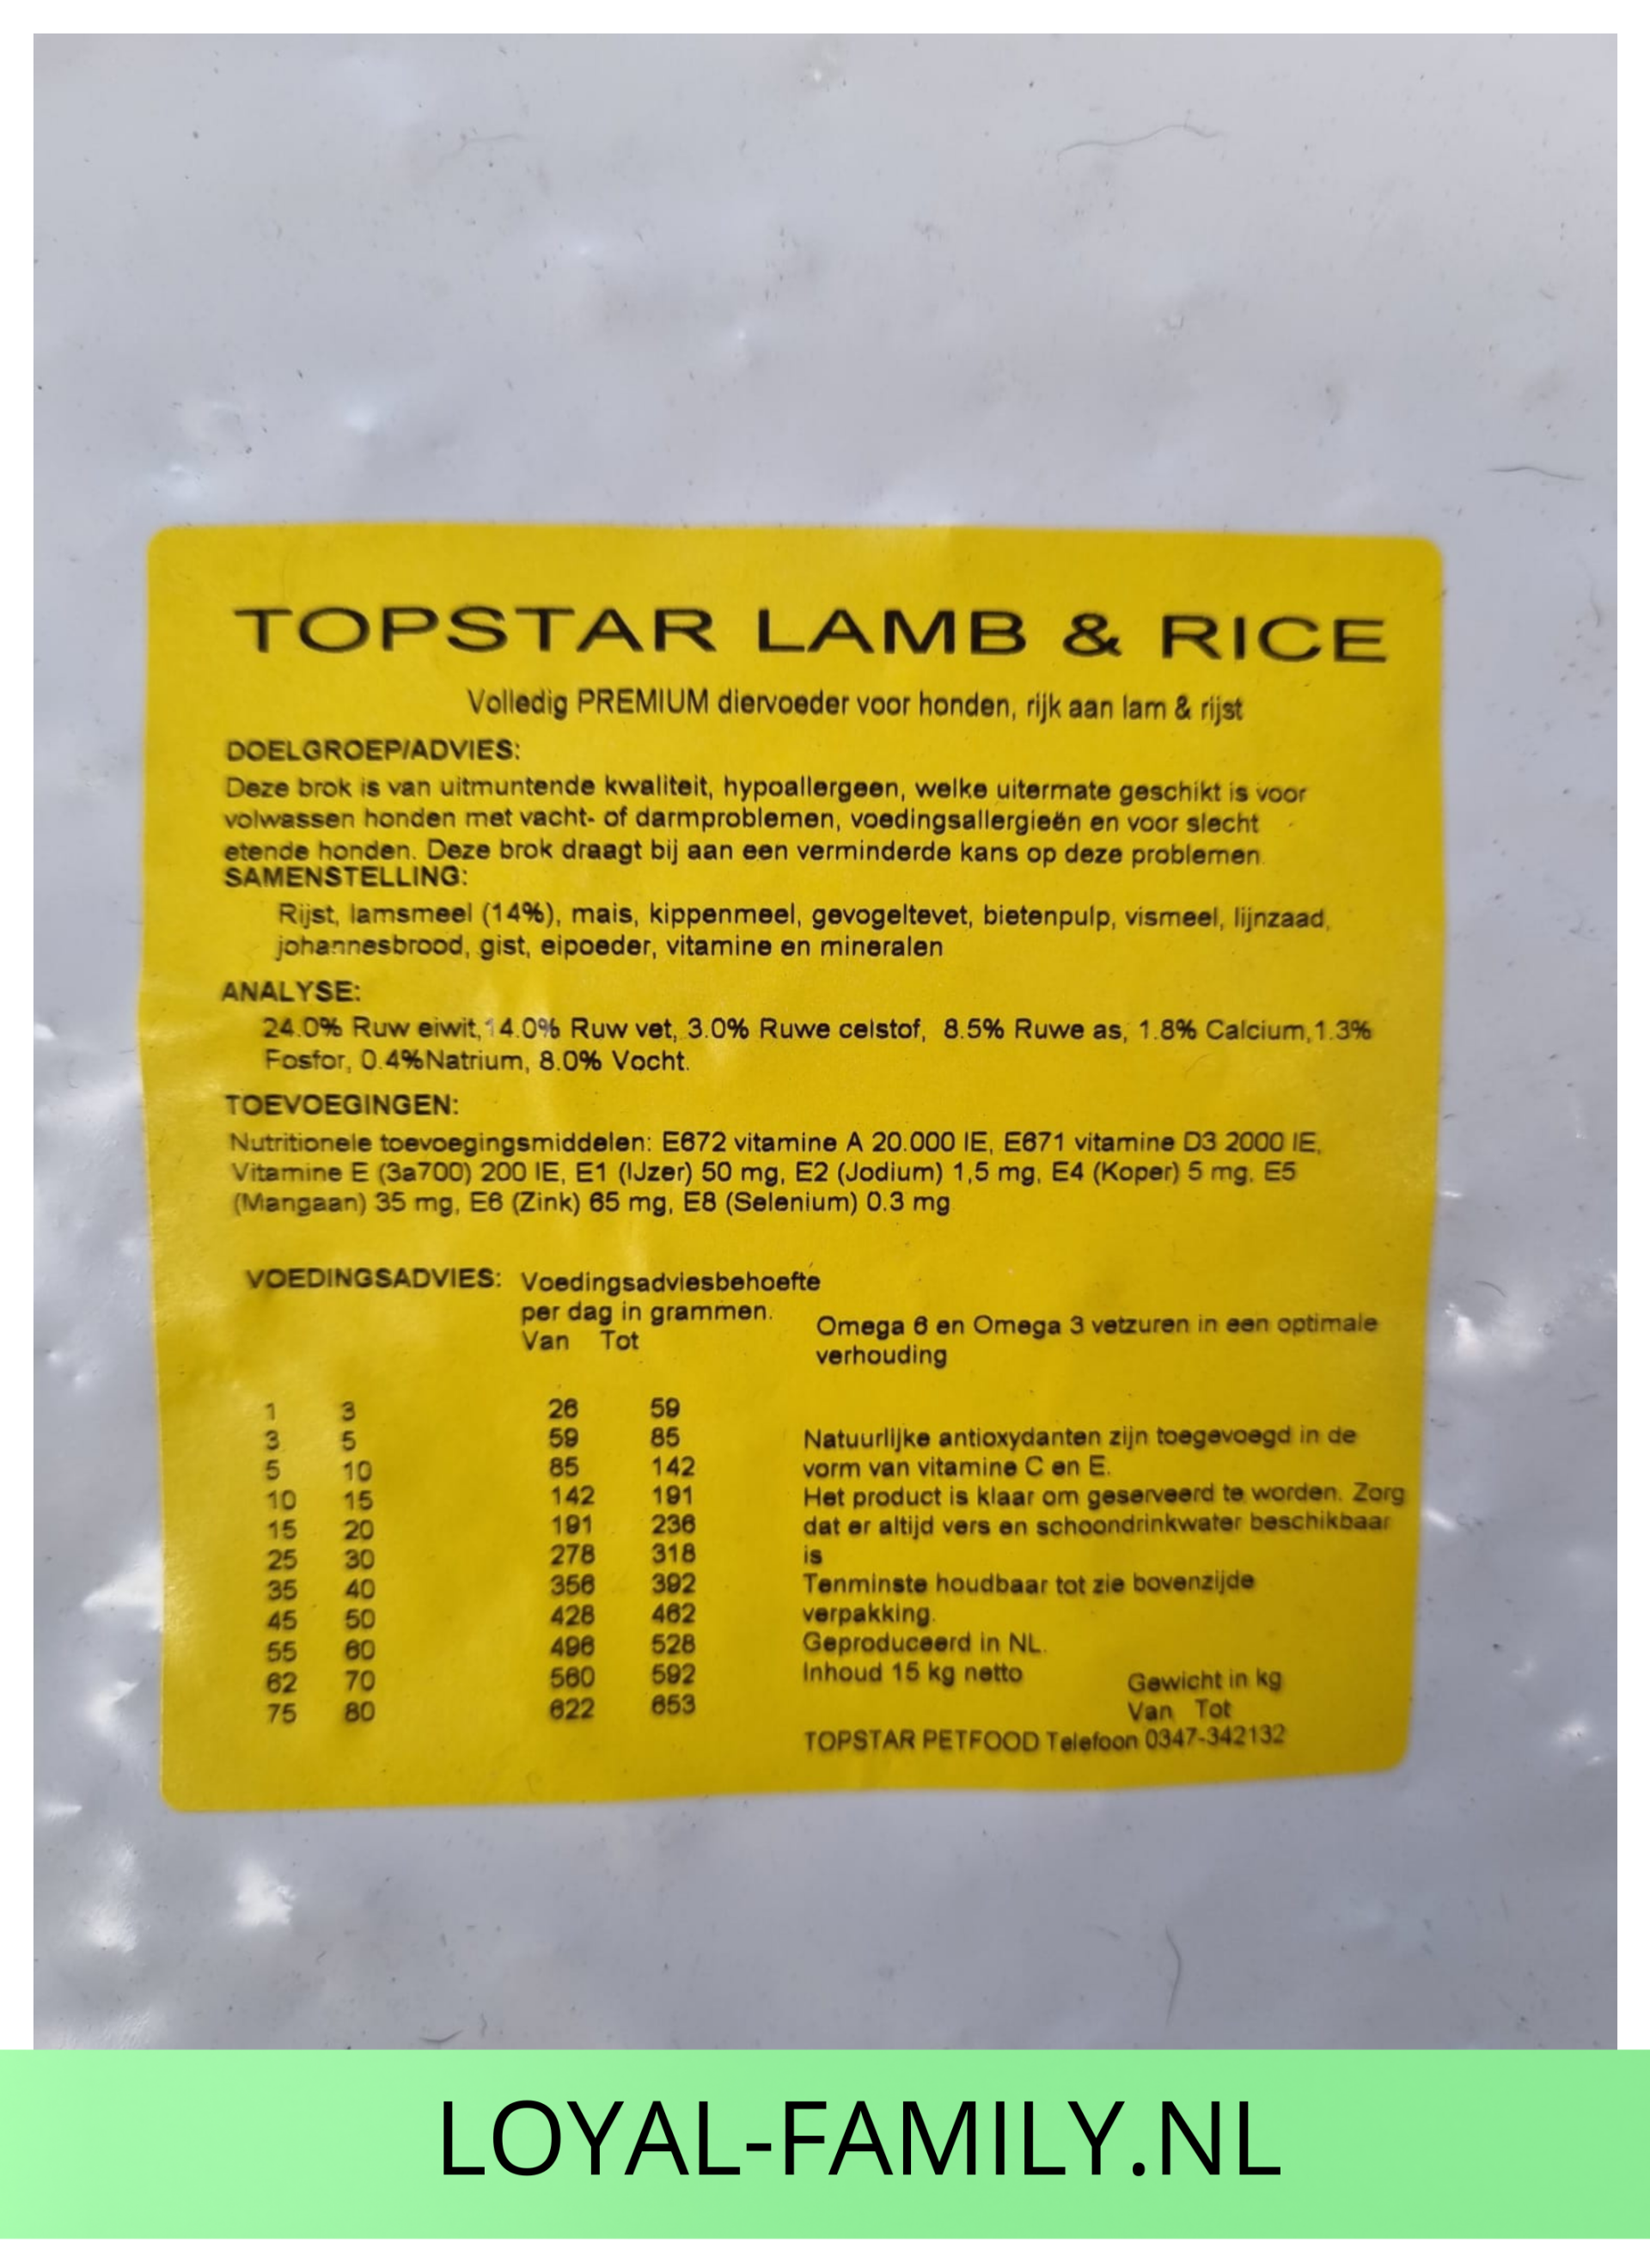 TOPSTAR LAMB & RICE
Volledig PREMIUM diervoeder voor honden, rijk aan lam & rijst
DOELGROEP/ADVIES:
Deze brok is van uitmuntende kwaliteit, hypoallergeen, welke uitermate geschikt is voor
volwassen honden met vacht- of darmproblemen, voedingsallergieën en voor slecht
etende honden. Deze brok draagt bij aan een verminderde kans op deze problemen.
SAMENSTELLING:
Rijst, lamsmeel (14%), mais, kippenmeel, gevogeltevet, bietenpulp, vismeel, lijnzaad,
johannesbrood, gist, eipoeder, vitamine en mineralen
ANALYSE:
24.0% Ruw eiwit,14.0% Ruw vet, 3.0% Ruwe celstof, 8.5% Ruwe as, 1.8% Calcium,1.3%
Fosfor, 0.4%Natrium, 8.0% Vocht.
TOEVOEGINGEN:
Nutritionele toevoegingsmiddelen: E672 vitamine A 20.000 IE, E671 vitamine D3 2000 IE,
Vitamine E (3a700) 200 IE, E1 (IJzer) 50 mg, E2 (Jodium) 1,5 mg, E4 (Koper) 5 mg, E5
(Mangaan) 35 mg, E6 (Zink) 65 mg, E8 (Selenium) 0.3 mg
VOEDINGSADVIES: Voedingsadviesbehoefte
per dag in grammen.
Van Tot
1 3 26 59
3 5 59 85
5 10 85 142
10 15 142 191
15 20 191 236
25 30 278 318
35 40 356 392
45 50 428 462
55 60 496 528
62 70 560 592
75 80 622 653
Omega 6 en Omega 3 vetzuren in een optimale
verhouding
Natuurlijke antioxydanten zijn toegevoegd in de
vorm van vitamine C en E.
Het product is klaar om geserveerd te worden. Zorg
dat er altijd vers en schoondrinkwater beschikbaar
is
Tenminste houdbaar tot zie bovenzijde
verpakking.
Geproduceerd in NL.
Inhoud 15 kg netto
Gewicht in kg
Van Tot
TOPSTAR PETFOOD Telefoon 0347-342132
LOYAL-FAMILY.NL